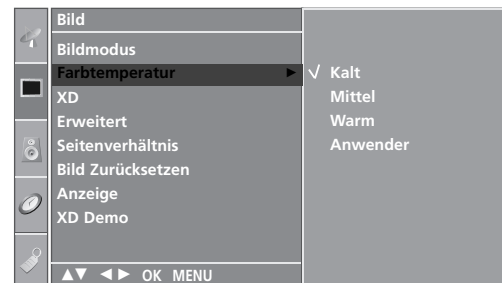 Bild
Bildmodus
Farbtemperatur ►
XD
Erweitert
Seitenverhältnis
Bild Zurücksetzen
Anzeige
XD Demo
▲▼ ◄► OK MENU
√ Kalt
Mittel
Warm
Anwender